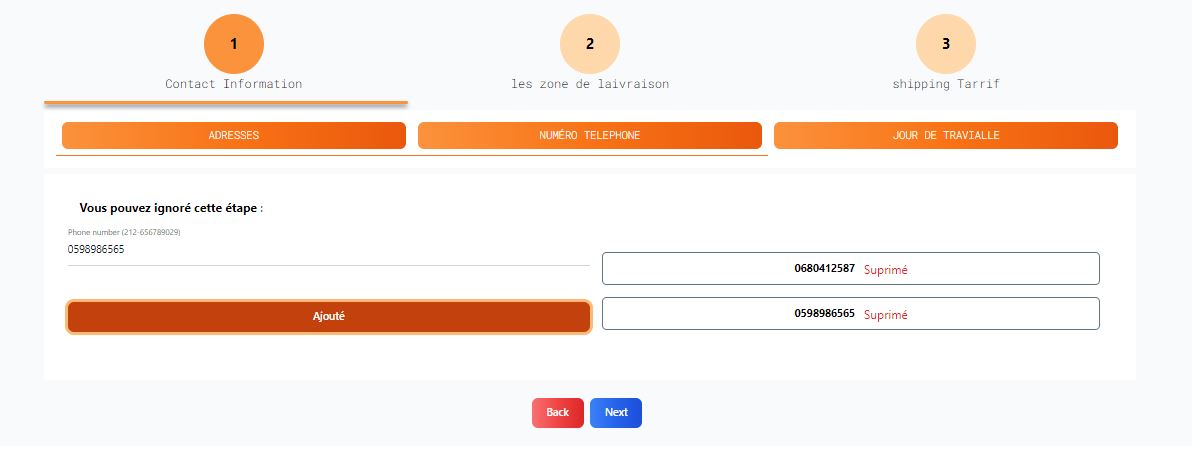 1
2
3
Contact Information
les zone de laivraison
shipping Tarrif
ADRESSES
NUMÉRO TELEPHONE
JOUR DE TRAVIALLE
Vous pouvez ignoré cette étape :
Phone number (212-656789029)
0598986565
0680412587 Suprimé
Ajouté
0598986565 Suprimé
Back
Next